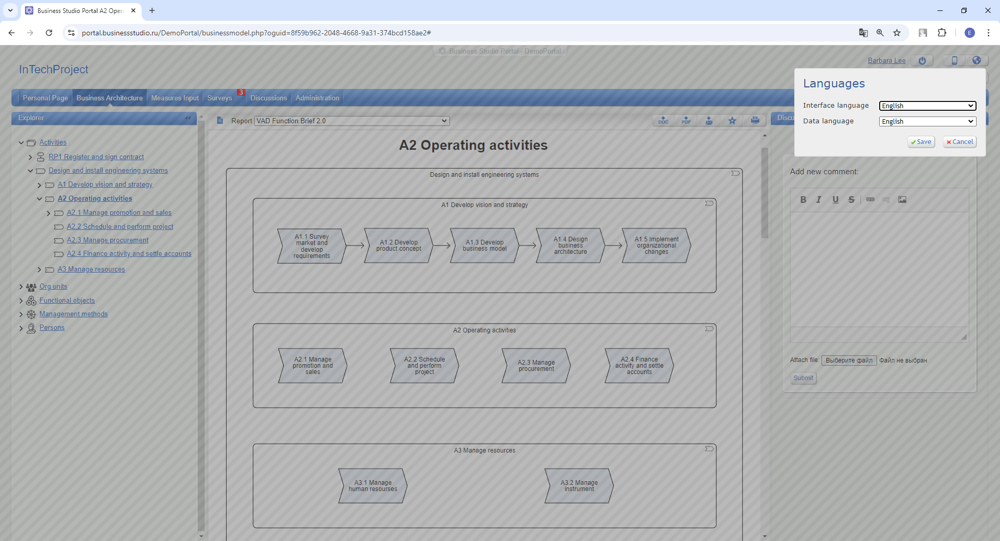 Business Studio Portal A2 Oper
portal.businessstudio.ru/DemoPortal/businessmodel.php?oguid=8f59b962-2048-4668-9a31-374bcd158ae2#
E
Business Studio Portal - DemoPortal
InTechProject
Barbara Lee
Personal Page
Business Architecture
Measures Input
Surveys
3
Discussions
Administration
Explorer
Activities
RP1 Register and sign contract
Design and install engineering systems
A1 Develop vision and strategy
A2 Operating activities
A2.1 Manage promotion and sales
A2.2 Schedule and perform project
A2.3 Manage procurement
A2.4 Finance activity and settle accounts
A3 Manage resources
Org units
Functional objects
Management methods
Persons
Report VAD Function Brief 2.0
DOC
PDF
A2 Operating activities
Design and install engineering systems
A1 Develop vision and strategy
A1.1 Survey
market and
develop
requirements
A1.2 Develop
product concept
A1.3 Develop
business model
A1.4 Design
business
architecture
A1.5 Implement
organizational
changes
A2 Operating activities
A2.1 Manage
promotion and
sales
A2.2 Schedule
and perform
project
A2.3 Manage
procurement
A2.4 Finance
activity and settle
accounts
A3 Manage resources
A3.1 Manage
human resourses
A3.2 Manage
instrument
Languages
Interface language English
Data language English
Save
Cancel
Discu
Add new comment:
B I U S
Attach file: Выберите файл Файл не выбран
Submit